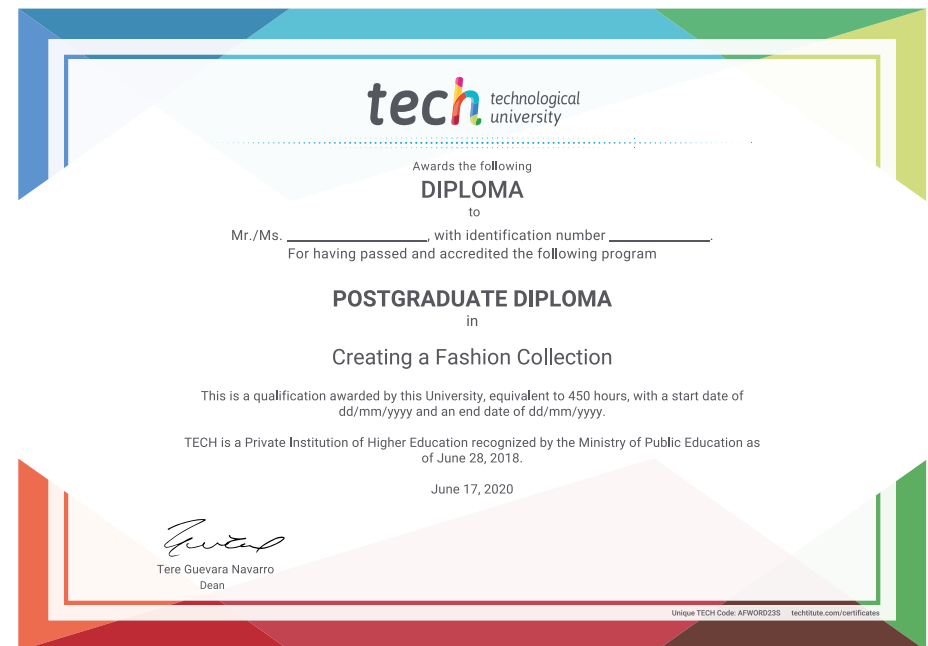 tech technological
university
Awards the following
DIPLOMA
to
Mr./Ms. ____________, with identification number ____________.
For having passed and accredited the following program
POSTGRADUATE DIPLOMA
in
Creating a Fashion Collection
This is a qualification awarded by this University, equivalent to 450 hours, with a start date of
dd/mm/yyyy and an end date of dd/mm/yyyy.
TECH is a Private Institution of Higher Education recognized by the Ministry of Public Education as
of June 28, 2018.
June 17, 2020
Tere Guevara Navarro
Dean
Unique TECH Code: AFWORD23S techtitute.com/certificates